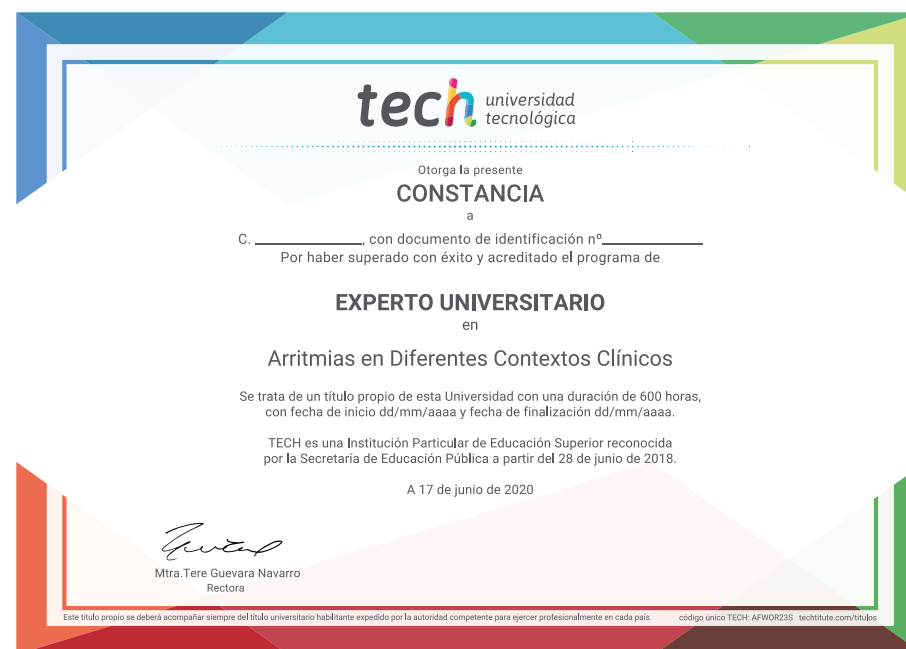 tech universidad
tecnológica
Otorga la presente
CONSTANCIA
a
C. ______________, con documento de identificación nº_____________
Por haber superado con éxito y acreditado el programa de
EXPERTO UNIVERSITARIO
en
Arritmias en Diferentes Contextos Clínicos
Se trata de un título propio de esta Universidad con una duración de 600 horas,
con fecha de inicio dd/mm/aaaa y fecha de finalización dd/mm/aaaa.
TECH es una Institución Particular de Educación Superior reconocida
por la Secretaría de Educación Pública a partir del 28 de junio de 2018.
A 17 de junio de 2020
Mtra.Tere Guevara Navarro
Rectora
Este título propio se deberá acompañar siempre del título universitario habilitante expedido por la autoridad competente para ejercer profesionalmente en cada país. código único TECH: AFWOR23S techtitute.com/titulos